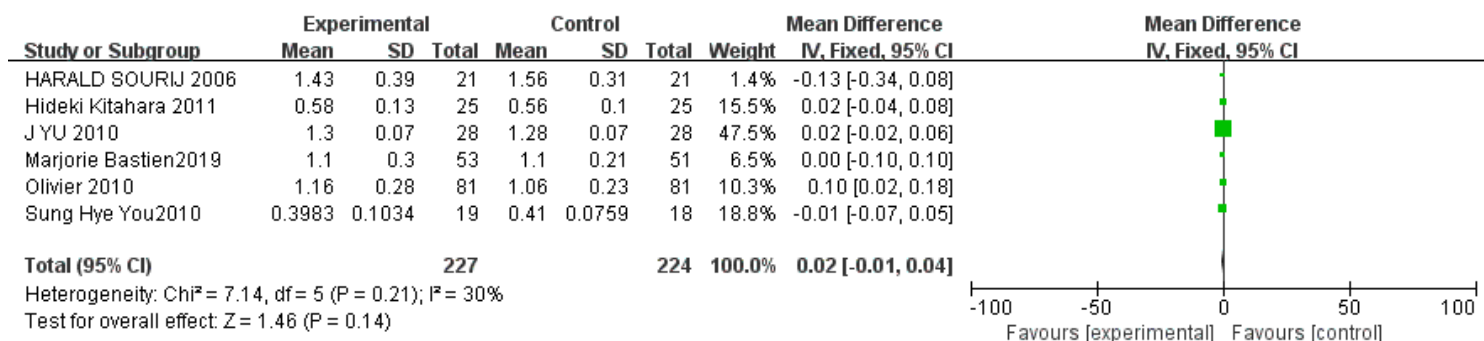 Experimental Control Mean Difference Mean Difference
Study or Subgroup Mean SD Total Mean SD Total Weight IV, Fixed, 95% CI IV, Fixed, 95% CI
HARALD SOURIJ 2006 1.43 0.39 21 1.56 0.31 21 1.4% -0.13 [-0.34, 0.08]
Hideki Kitahara 2011 0.58 0.13 25 0.56 0.1 25 15.5% 0.02 [-0.04, 0.08]
J YU 2010 1.3 0.07 28 1.28 0.07 28 47.5% 0.02 [-0.02, 0.06]
Marjorie Bastien2019 1.1 0.3 53 1.1 0.21 51 6.5% 0.00 [-0.10, 0.10]
Olivier 2010 1.16 0.28 81 1.06 0.23 81 10.3% 0.10 [0.02, 0.18]
Sung Hye You2010 0.3983 0.1034 19 0.41 0.0759 18 18.8% -0.01 [-0.07, 0.05]
Total (95% CI) 227 224 100.0% 0.02 [-0.01, 0.04]
Heterogeneity: Chi² = 7.14, df = 5 (P = 0.21); I² = 30%
Test for overall effect: Z = 1.46 (P = 0.14)
-100 -50 0 50 100
Favours [experimental] Favours [control]